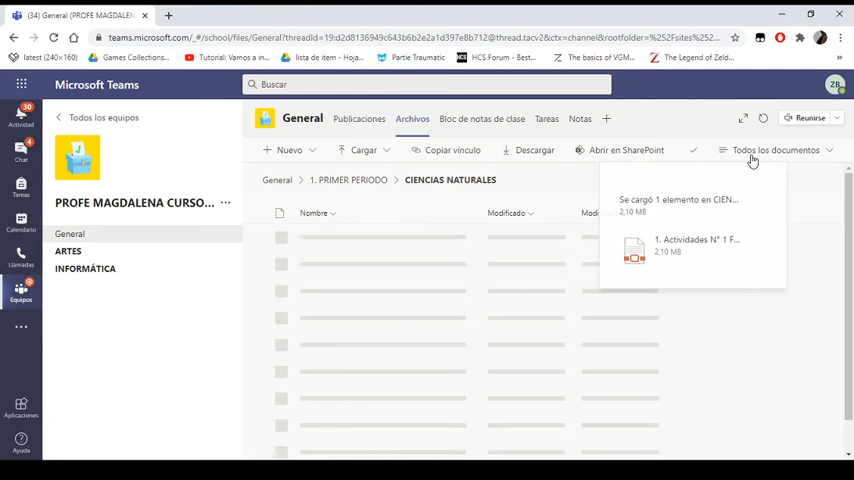 (34) General (PROFE MAGDALENA
teams.microsoft.com/_#/school/files/General?threadId=19:d2d8136530c643b6b2e2a1d397e8b712@thread.tacv2&ctx=channel&rootfolder=%252Fsites%252...
latest (240×160)
Games Collections...
Tutorial: Vamos a in...
lista de item - Hoja...
Partie Traumatic
HCS Forum - Best...
The basics of VGM...
The Legend of Zeld...
»
Microsoft Teams
Buscar
ZB
30
Actividad
4
Chat
Tareas
Calendario
Llamadas
Equipos
Aplicaciones
Ayuda
Todos los equipos
PROFE MAGDALENA CURSO...
General
ARTES
INFORMÁTICA
General Publicaciones Archivos Bloc de notas de clase Tareas Notas Reunirse
Nuevo Cargar Copiar vínculo Descargar Abrir en SharePoint Todos los documentos
General > 1. PRIMER PERIODO > CIENCIAS NATURALES
Nombre Modificado
Se cargó 1 elemento en CIEN...
2,10 MB
1. Actividades N° 1 F...
2,10 MB